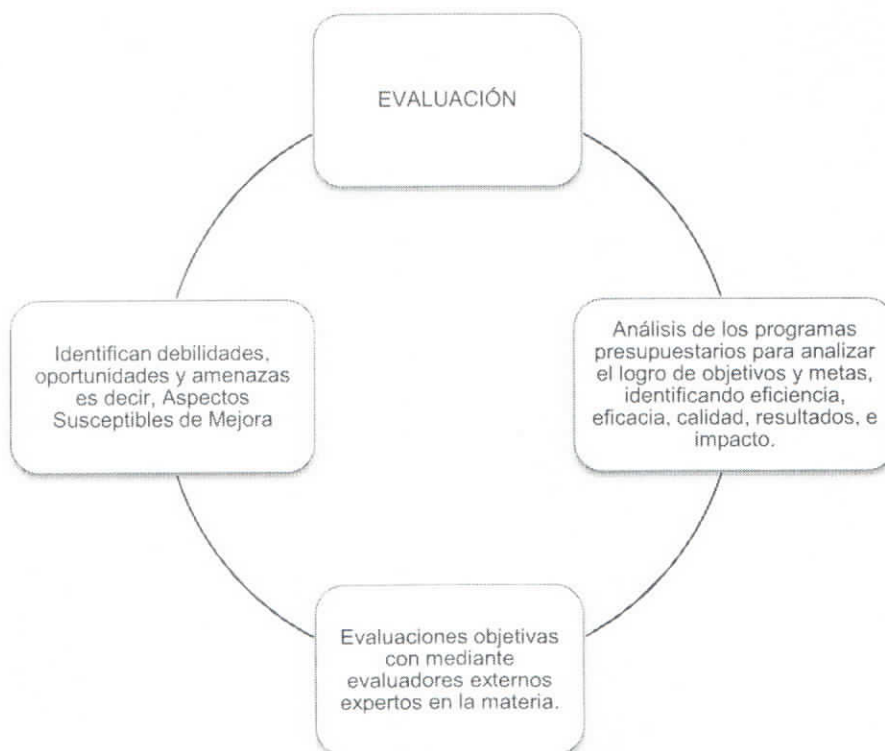 EVALUACIÓN
Análisis de los programas
presupuestarios para analizar
el logro de objetivos y metas,
identificando eficiencia,
eficacia, calidad, resultados, e
impacto.
Evaluaciones objetivas
con mediante
evaluadores externos
expertos en la materia.
Identifican debilidades,
oportunidades y amenazas
es decir, Aspectos
Susceptibles de Mejora